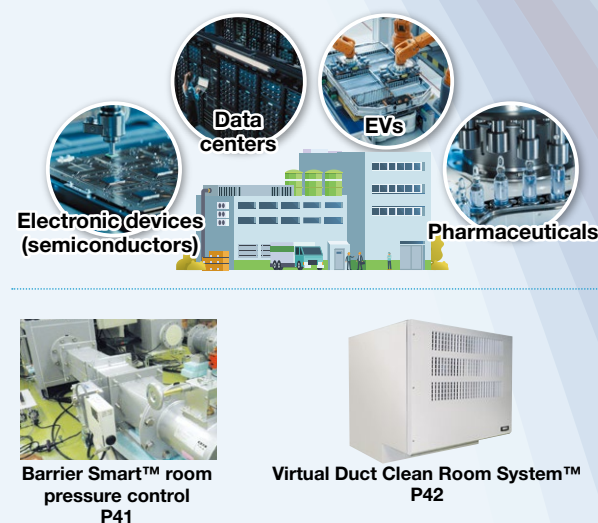 Data
centers
EVs
Electronic devices
(semiconductors)
Pharmaceuticals
Barrier Smart™ room
pressure control
P41
Virtual Duct Clean Room System™
P42